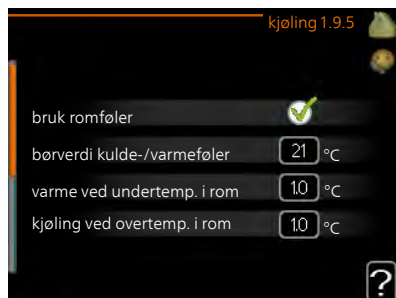 kjøling 1.9.5
bruk romføler
børverdi kulde-/varmeføler 21 °C
varme ved undertemp. i rom 1.0 °C
kjøling ved overtemp. i rom 1.0 °C
?